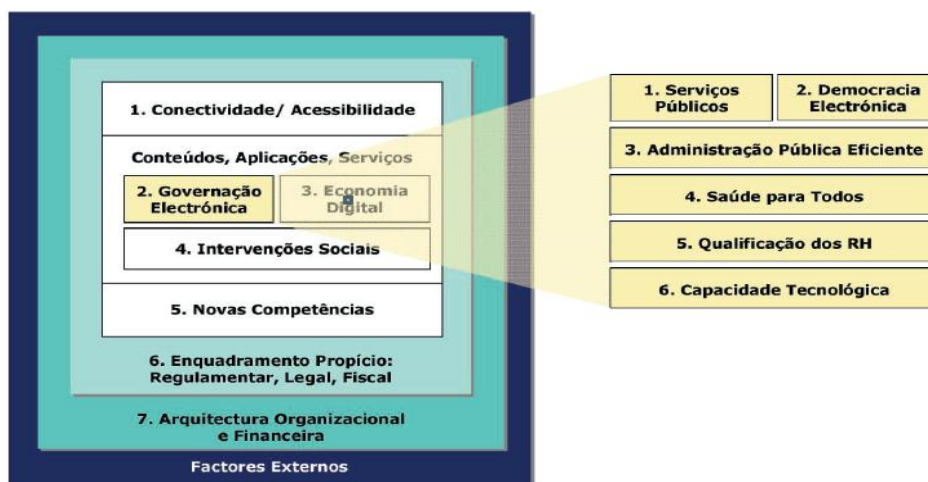 1. Conectividade/ Acessibilidade
Conteúdos, Aplicações, Serviços
2. Governação
Electrónica
3. Economia
Digital
4. Intervenções Sociais
5. Novas Competências
6. Enquadramento Propício:
Regulamentar, Legal, Fiscal
7. Arquitectura Organizacional
e Financeira
Factores Externos
1. Serviços
Públicos
2. Democracia
Electrónica
3. Administração Pública Eficiente
4. Saúde para Todos
5. Qualificação dos RH
6. Capacidade Tecnológica